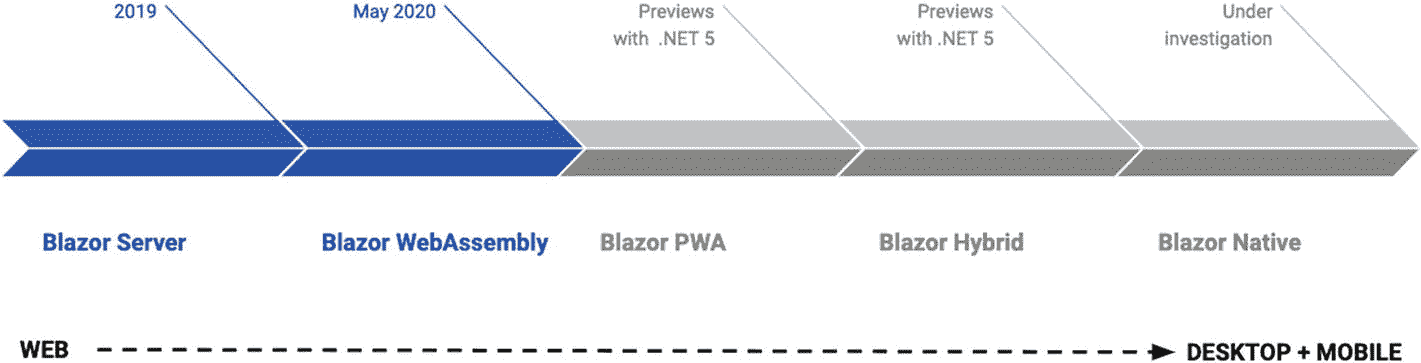 2019
May 2020
Previews
with .NET 5
Previews
with .NET 5
Under
investigation
Blazor Server
Blazor WebAssembly
Blazor PWA
Blazor Hybrid
Blazor Native
WEB
DESKTOP + MOBILE